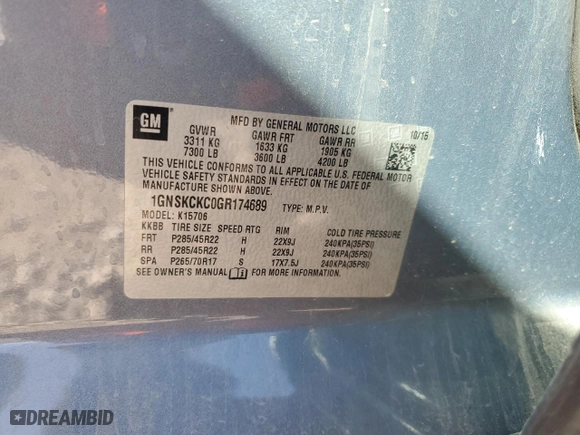 GM
MFD BY GENERAL MOTORS LLC
10/15
GVWR GAWR FRT GAWR RR
3311 KG 1633 KG 1905 KG
7300 LB 3600 LB 4200 LB
THIS VEHICLE CONFORMS TO ALL APPLICABLE U.S. FEDERAL MOTOR
VEHICLE SAFETY STANDARDS IN EFFECT ON THE DATE OF
MANUFACTURE SHOWN ABOVE.
1GNSKCKC0GR174689 TYPE: M.P.V.
MODEL: K15706
KKBB TIRE SIZE SPEED RTG RIM COLD TIRE PRESSURE
FRT P285/45R22 H 22X9J 240KPA(35PSI)
RR P285/45R22 H 22X9J 240KPA(35PSI)
SPA P265/70R17 S 17X7.5J 240KPA(35PSI)
SEE OWNER'S MANUAL FOR MORE INFORMATION.
DREAMBID